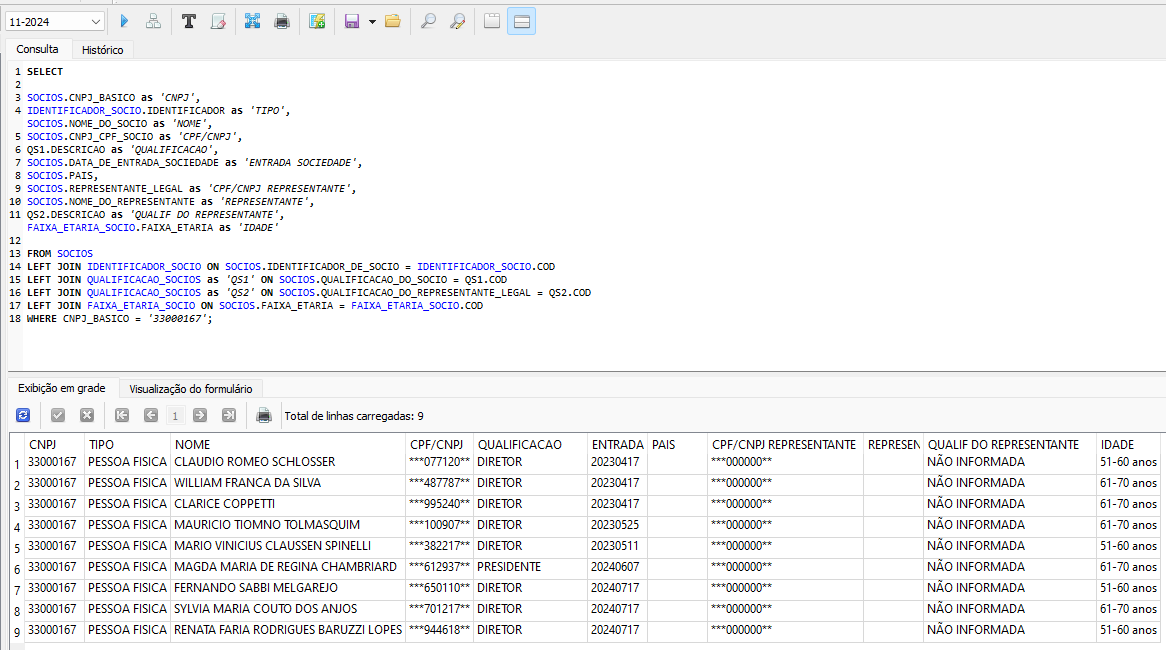 11-2024
Consulta Histórico
1 SELECT
2
3 SOCIOS.CNPJ_BASICO as 'CNPJ',
4 IDENTIFICADOR_SOCIO.IDENTIFICADOR as 'TIPO',
SOCIOS.NOME_DO_SOCIO as 'NOME',
5 SOCIOS.CNPJ_CPF_SOCIO as 'CPF/CNPJ',
6 QS1.DESCRICAO as 'QUALIFICACAO',
7 SOCIOS.DATA_DE_ENTRADA_SOCIEDADE as 'ENTRADA SOCIEDADE',
8 SOCIOS.PAIS,
9 SOCIOS.REPRESENTANTE_LEGAL as 'CPF/CNPJ REPRESENTANTE',
10 SOCIOS.NOME_DO_REPRESENTANTE as 'REPRESENTANTE',
11 QS2.DESCRICAO as 'QUALIF DO REPRESENTANTE',
FAIXA_ETARIA_SOCIO.FAIXA_ETARIA as 'IDADE'
12
13 FROM SOCIOS
14 LEFT JOIN IDENTIFICADOR_SOCIO ON SOCIOS.IDENTIFICADOR_DE_SOCIO = IDENTIFICADOR_SOCIO.COD
15 LEFT JOIN QUALIFICACAO_SOCIOS as 'QS1' ON SOCIOS.QUALIFICACAO_DO_SOCIO = QS1.COD
16 LEFT JOIN QUALIFICACAO_SOCIOS as 'QS2' ON SOCIOS.QUALIFICACAO_DO_REPRESENTANTE_LEGAL = QS2.COD
17 LEFT JOIN FAIXA_ETARIA_SOCIO ON SOCIOS.FAIXA_ETARIA = FAIXA_ETARIA_SOCIO.COD
18 WHERE CNPJ_BASICO = '33000167';
Exibição em grade Visualização do formulário
1 Total de linhas carregadas: 9
CNPJ TIPO NOME CPF/CNPJ QUALIFICACAO ENTRADA PAIS CPF/CNPJ REPRESENTANTE REPRESEN QUALIF DO REPRESENTANTE IDADE
1 33000167 PESSOA FISICA CLAUDIO ROMEO SCHLOSSER ***077120** DIRETOR 20230417 ***000000** NÃO INFORMADA 51-60 anos
2 33000167 PESSOA FISICA WILLIAM FRANCA DA SILVA ***487787** DIRETOR 20230417 ***000000** NÃO INFORMADA 61-70 anos
3 33000167 PESSOA FISICA CLARICE COPPETTI ***995240** DIRETOR 20230417 ***000000** NÃO INFORMADA 61-70 anos
4 33000167 PESSOA FISICA MAURICIO TIOMNO TOLMASQUIM ***100907** DIRETOR 20230525 ***000000** NÃO INFORMADA 61-70 anos
5 33000167 PESSOA FISICA MARIO VINICIUS CLAUSSEN SPINELLI ***382217** DIRETOR 20230511 ***000000** NÃO INFORMADA 51-60 anos
6 33000167 PESSOA FISICA MAGDA MARIA DE REGINA CHAMBRIARD ***612937** PRESIDENTE 20240607 ***000000** NÃO INFORMADA 61-70 anos
7 33000167 PESSOA FISICA FERNANDO SABBI MELGAREJO ***650110** DIRETOR 20240717 ***000000** NÃO INFORMADA 51-60 anos
8 33000167 PESSOA FISICA SYLVIA MARIA COUTO DOS ANJOS ***701217** DIRETOR 20240717 ***000000** NÃO INFORMADA 61-70 anos
9 33000167 PESSOA FISICA RENATA FARIA RODRIGUES BARUZZI LOPES ***944618** DIRETOR 20240717 ***000000** NÃO INFORMADA 51-60 anos